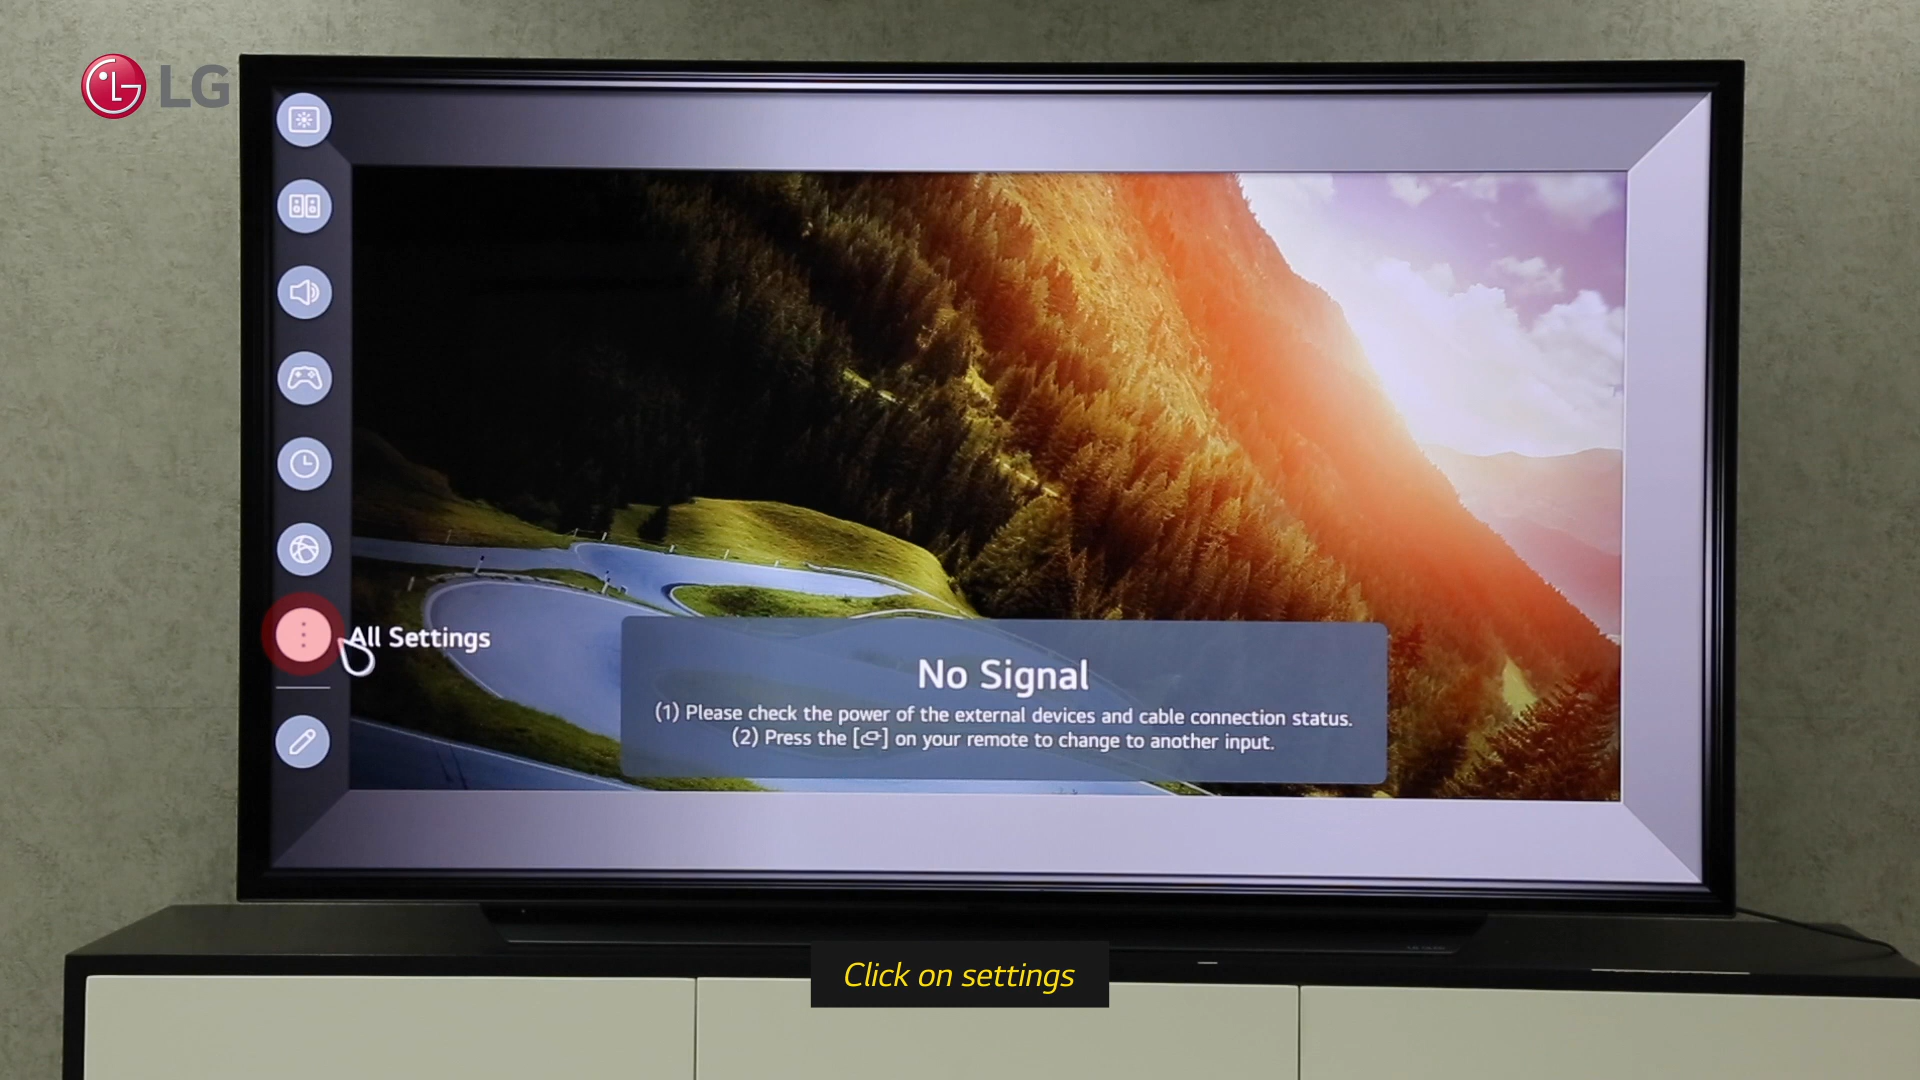 LG
All Settings
No Signal
(1) Please check the power of the external devices and cable connection status.
(2) Press the [⮔] on your remote to change to another input.
Click on settings